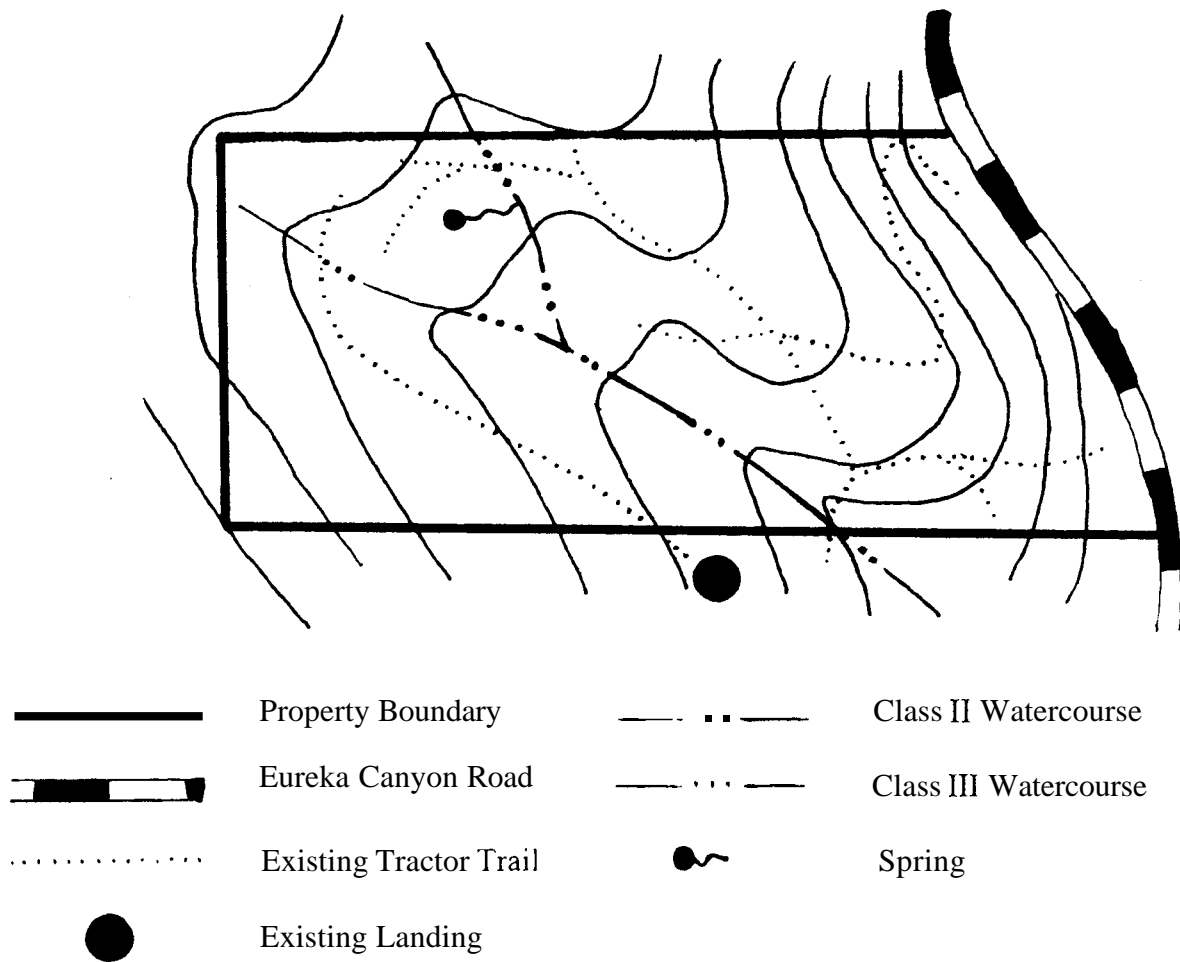 Property Boundary
Class II Watercourse
Eureka Canyon Road
Class III Watercourse
Existing Tractor Trail
Spring
Existing Landing